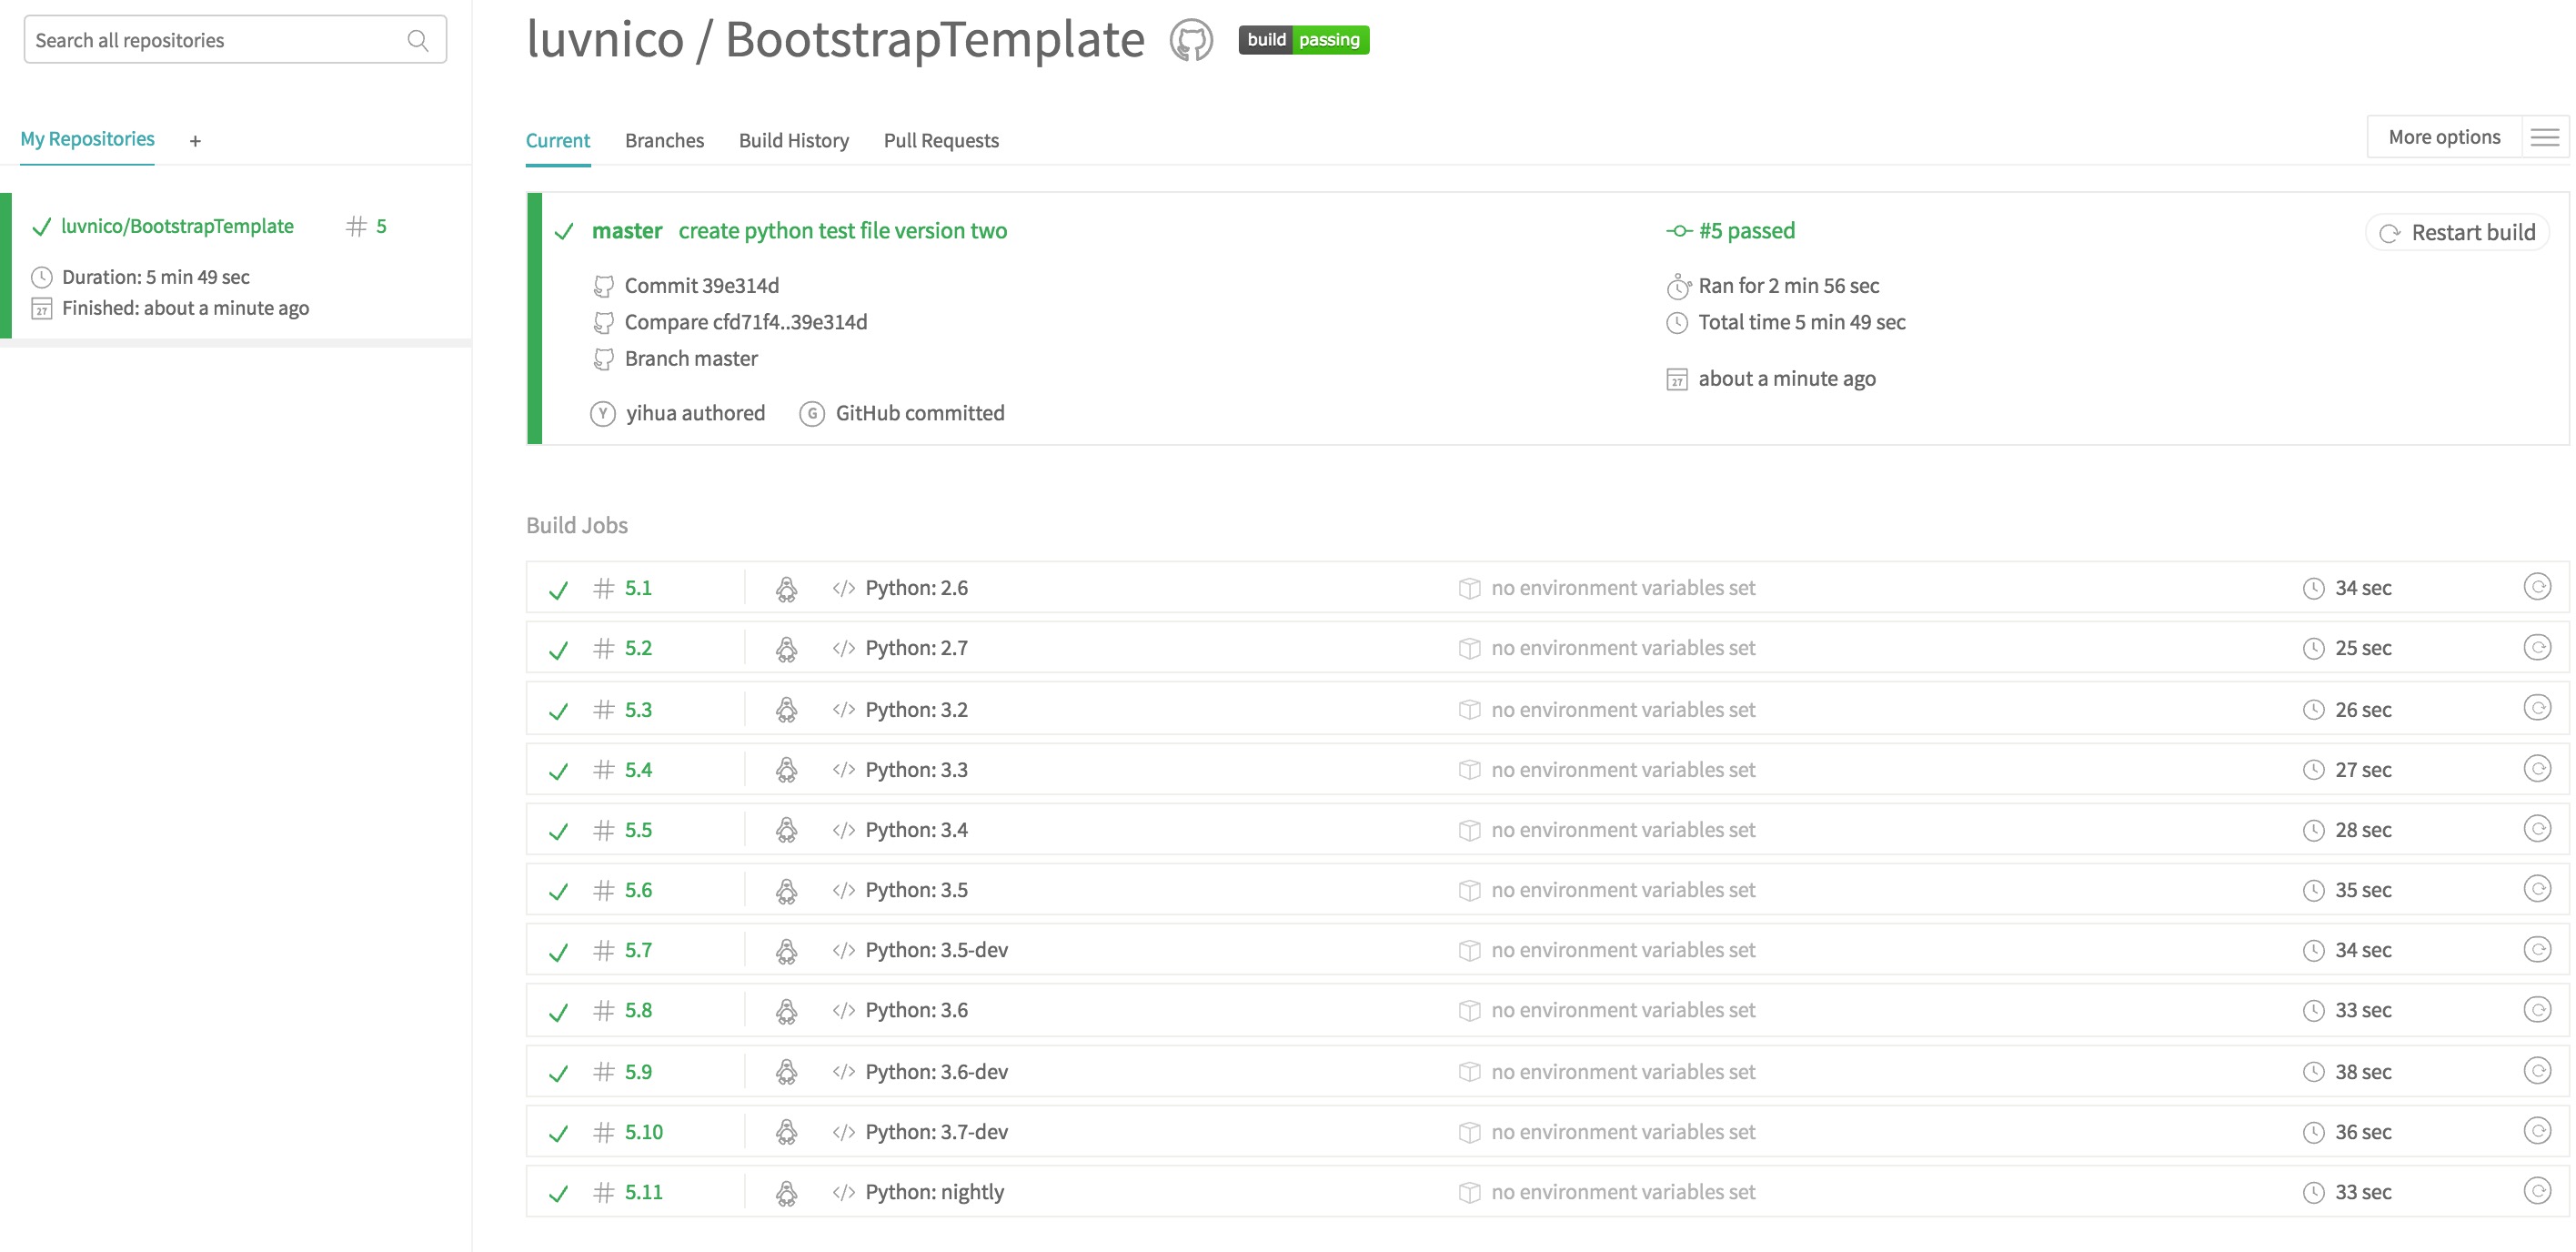 Search all repositories
My Repositories +
luvnico/BootstrapTemplate # 5
Duration: 5 min 49 sec
27 Finished: about a minute ago
luvnico / BootstrapTemplate build passing
Current Branches Build History Pull Requests
More options
master create python test file version two
Commit 39e314d
Compare cfd71f4..39e314d
Branch master
Y yihua authored G GitHub committed
#5 passed
Ran for 2 min 56 sec
Total time 5 min 49 sec
27 about a minute ago
Restart build
Build Jobs
# 5.1 </> Python: 2.6 no environment variables set 34 sec
# 5.2 </> Python: 2.7 no environment variables set 25 sec
# 5.3 </> Python: 3.2 no environment variables set 26 sec
# 5.4 </> Python: 3.3 no environment variables set 27 sec
# 5.5 </> Python: 3.4 no environment variables set 28 sec
# 5.6 </> Python: 3.5 no environment variables set 35 sec
# 5.7 </> Python: 3.5-dev no environment variables set 34 sec
# 5.8 </> Python: 3.6 no environment variables set 33 sec
# 5.9 </> Python: 3.6-dev no environment variables set 38 sec
# 5.10 </> Python: 3.7-dev no environment variables set 36 sec
# 5.11 </> Python: nightly no environment variables set 33 sec